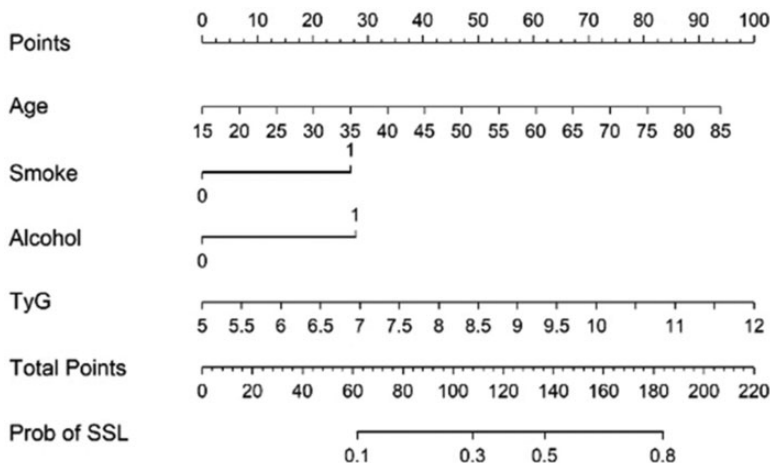 Points 0 10 20 30 40 50 60 70 80 90 100
Age 15 20 25 30 35 40 45 50 55 60 65 70 75 80 85
Smoke 0 1
Alcohol 0 1
TyG 5 5.5 6 6.5 7 7.5 8 8.5 9 9.5 10 11 12
Total Points 0 20 40 60 80 100 120 140 160 180 200 220
Prob of SSL 0.1 0.3 0.5 0.8